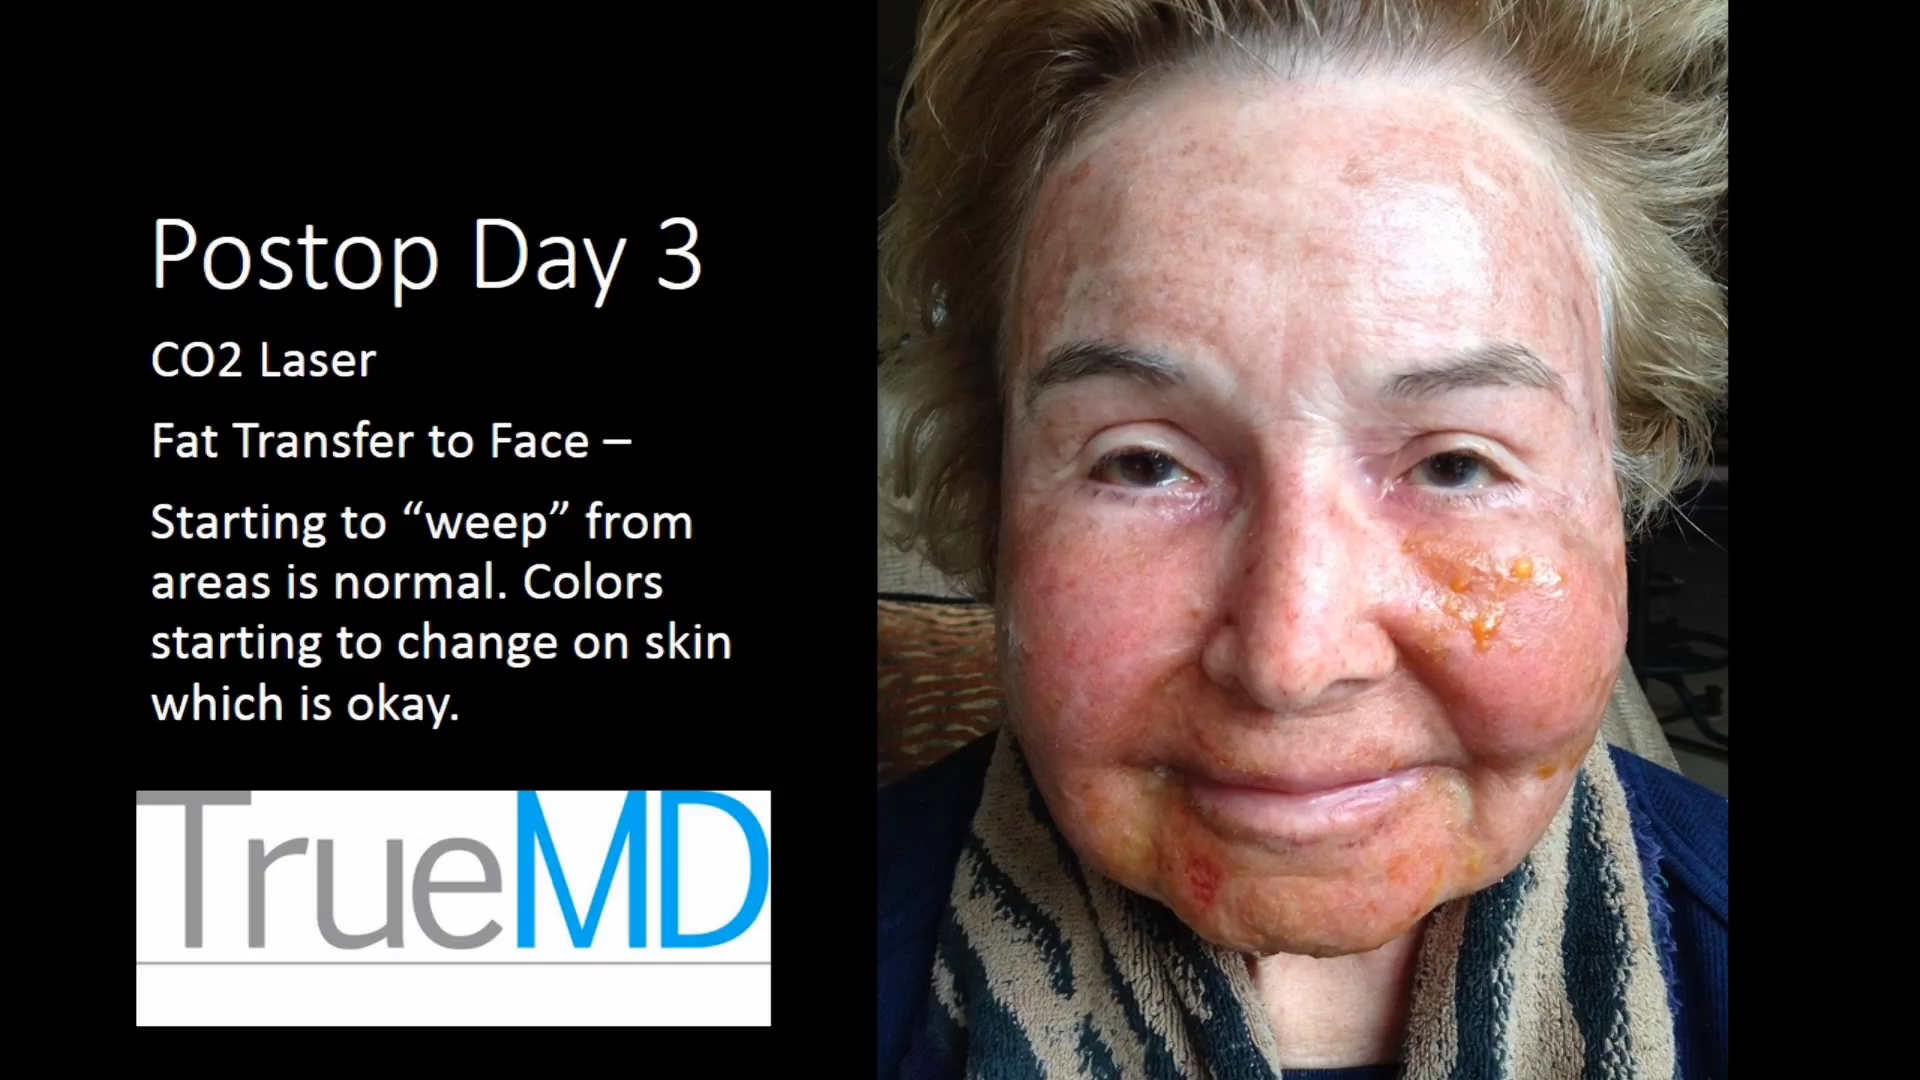 Postop Day 3
CO2 Laser
Fat Transfer to Face –
Starting to “weep” from
areas is normal. Colors
starting to change on skin
which is okay.
TrueMD